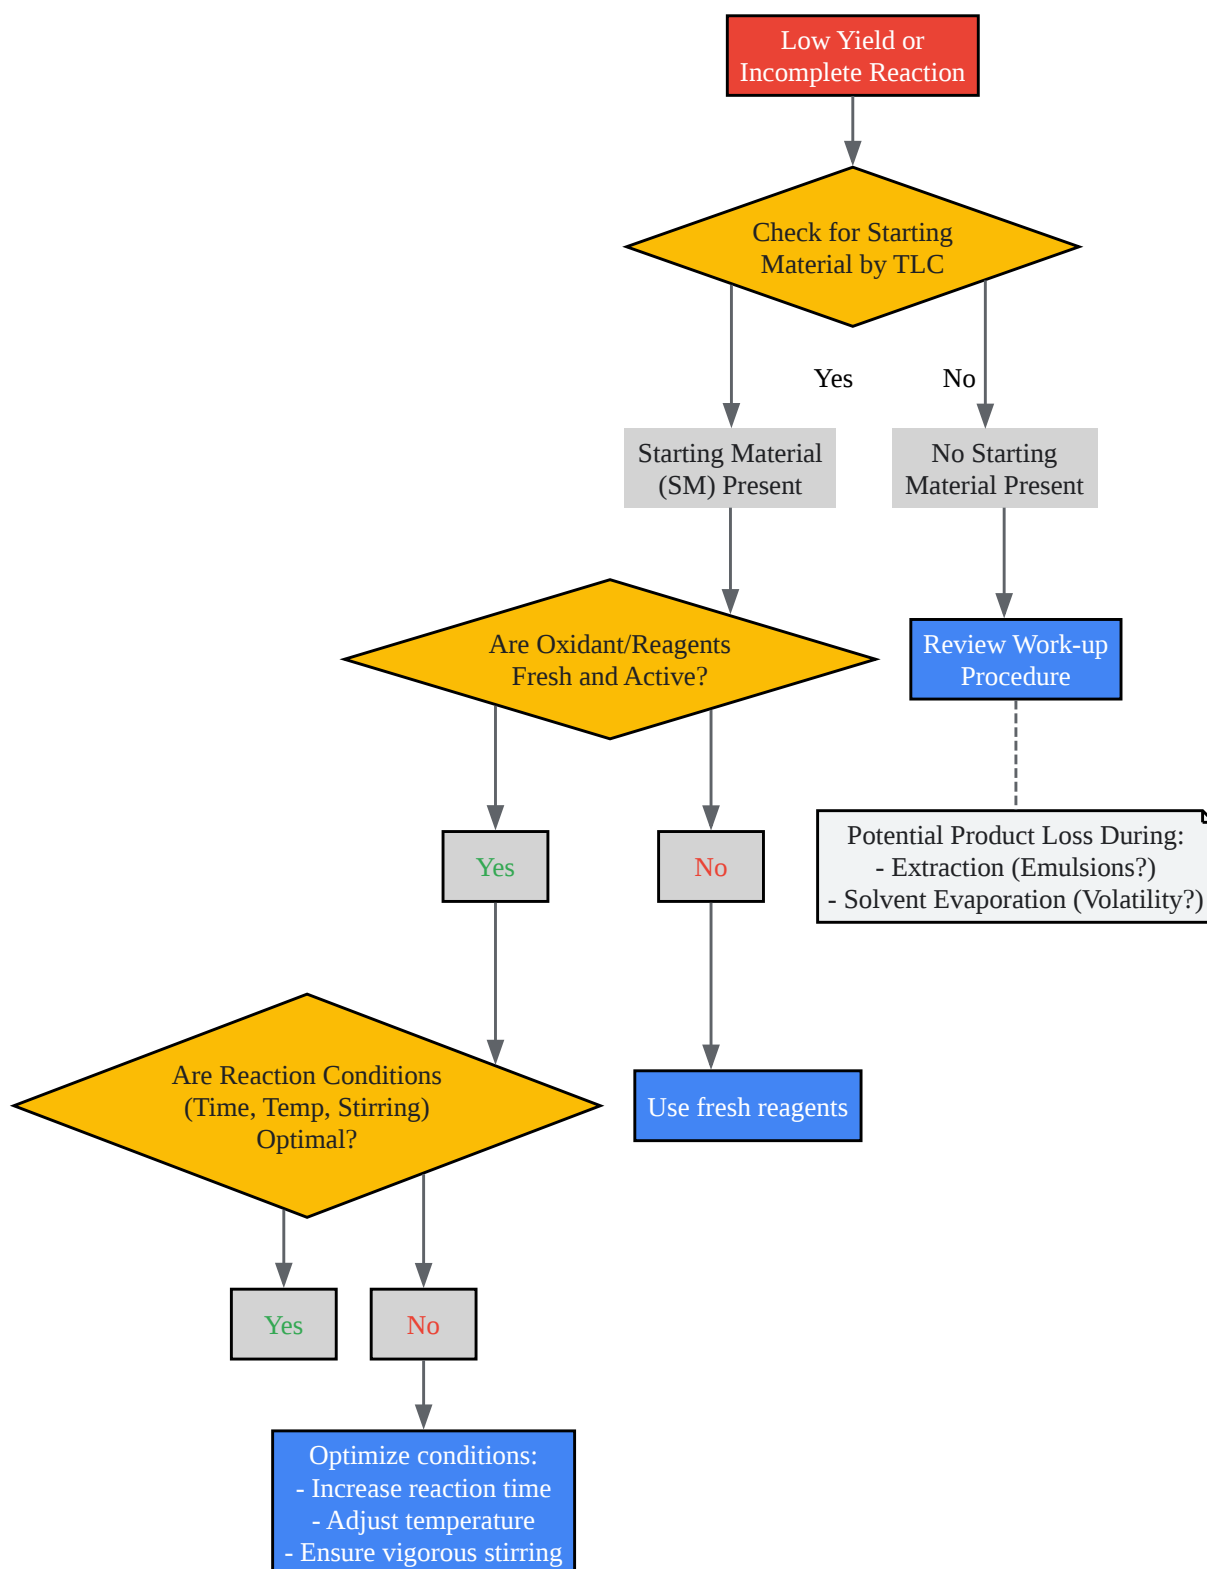 Low Yield or
Incomplete Reaction
Check for Starting
Material by TLC
Yes
No
Starting Material
(SM) Present
No Starting
Material Present
Are Oxidant/Reagents
Fresh and Active?
Review Work-up
Procedure
Yes
No
Potential Product Loss During:
- Extraction (Emulsions?)
- Solvent Evaporation (Volatility?)
Are Reaction Conditions
(Time, Temp, Stirring)
Optimal?
Use fresh reagents
Yes
No
Optimize conditions:
- Increase reaction time
- Adjust temperature
- Ensure vigorous stirring